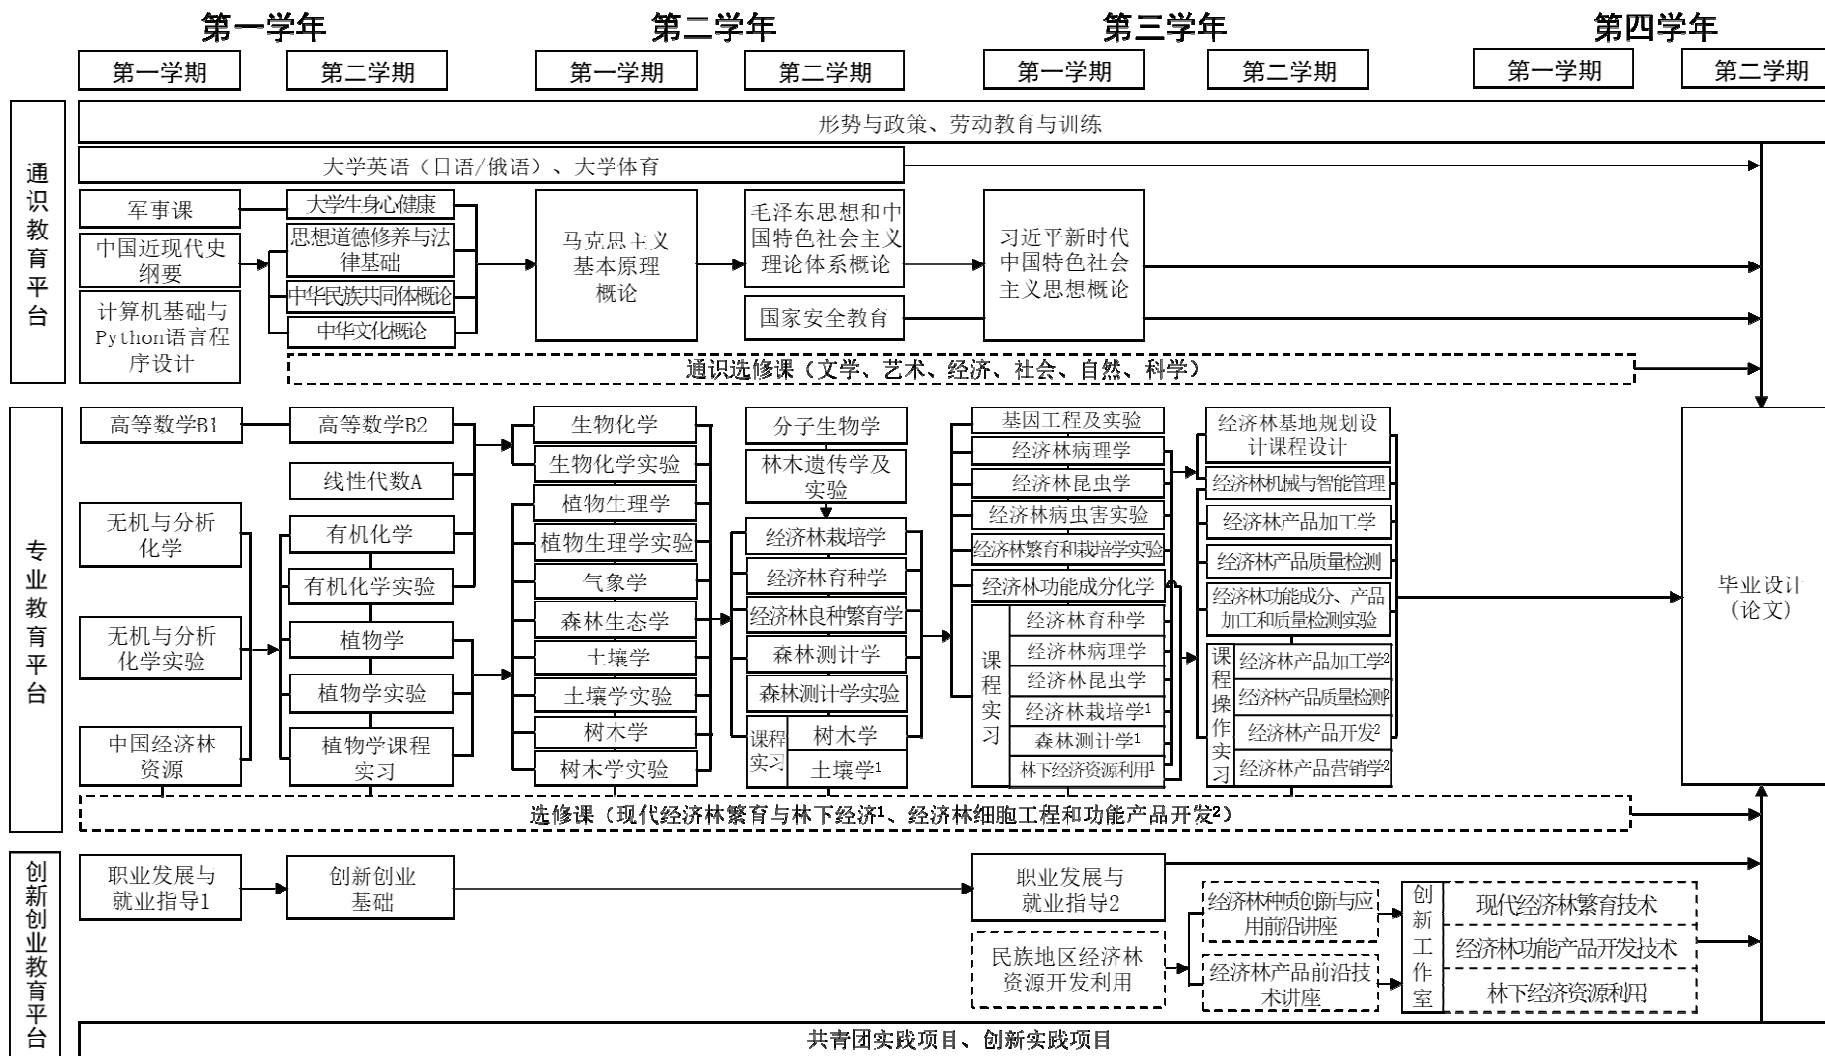 第一学年
第二学年
第三学年
第四学年
第一学期
第二学期
第一学期
第二学期
第一学期
第二学期
第一学期
第二学期
通识教育平台
形势与政策、劳动教育与训练
大学英语（日语/俄语）、大学体育
军事课
中国近现代史
纲要
计算机基础与
Python语言程
序设计
大学生身心健康
思想道德修养与法
律基础
中华民族共同体概论
中华文化概论
马克思主义
基本原理
概论
毛泽东思想和中
国特色社会主义
理论体系概论
国家安全教育
习近平新时代
中国特色社会
主义思想概论
通识选修课（文学、艺术、经济、社会、自然、科学）
专业教育平台
高等数学B1
无机与分析
化学
无机与分析
化学实验
中国经济林
资源
高等数学B2
线性代数A
有机化学
有机化学实验
植物学
植物学实验
植物学课程
实习
生物化学
生物化学实验
植物生理学
植物生理学实验
气象学
森林生态学
土壤学
土壤学实验
树木学
树木学实验
分子生物学
林木遗传学及
实验
经济林栽培学
经济林育种学
经济林良种繁育学
森林测计学
森林测计学实验
课程
实习
树木学
土壤学1
基因工程及实验
经济林病理学
经济林昆虫学
经济林病虫害实验
经济林繁育和栽培学实验
经济林功能成分化学
课程实习
经济林育种学
经济林病理学
经济林昆虫学
经济林栽培学1
森林测计学1
林下经济资源利用1
经济林基地规划设
计课程设计
经济林机械与智能管理
经济林产品加工学
经济林产品质量检测
经济林功能成分、产品
加工和质量检测实验
课程操作实习
经济林产品加工学2
经济林产品质量检测2
经济林产品开发2
经济林产品营销学2
毕业设计
(论文)
选修课（现代经济林繁育与林下经济1、经济林细胞工程和功能产品开发2）
创新创业教育平台
职业发展与
就业指导1
创新创业
基础
职业发展与
就业指导2
民族地区经济林
资源开发利用
经济林种质创新与应
用前沿讲座
经济林产品前沿技
术讲座
创新工作室
现代经济林繁育技术
经济林功能产品开发技术
林下经济资源利用
共青团实践项目、创新实践项目